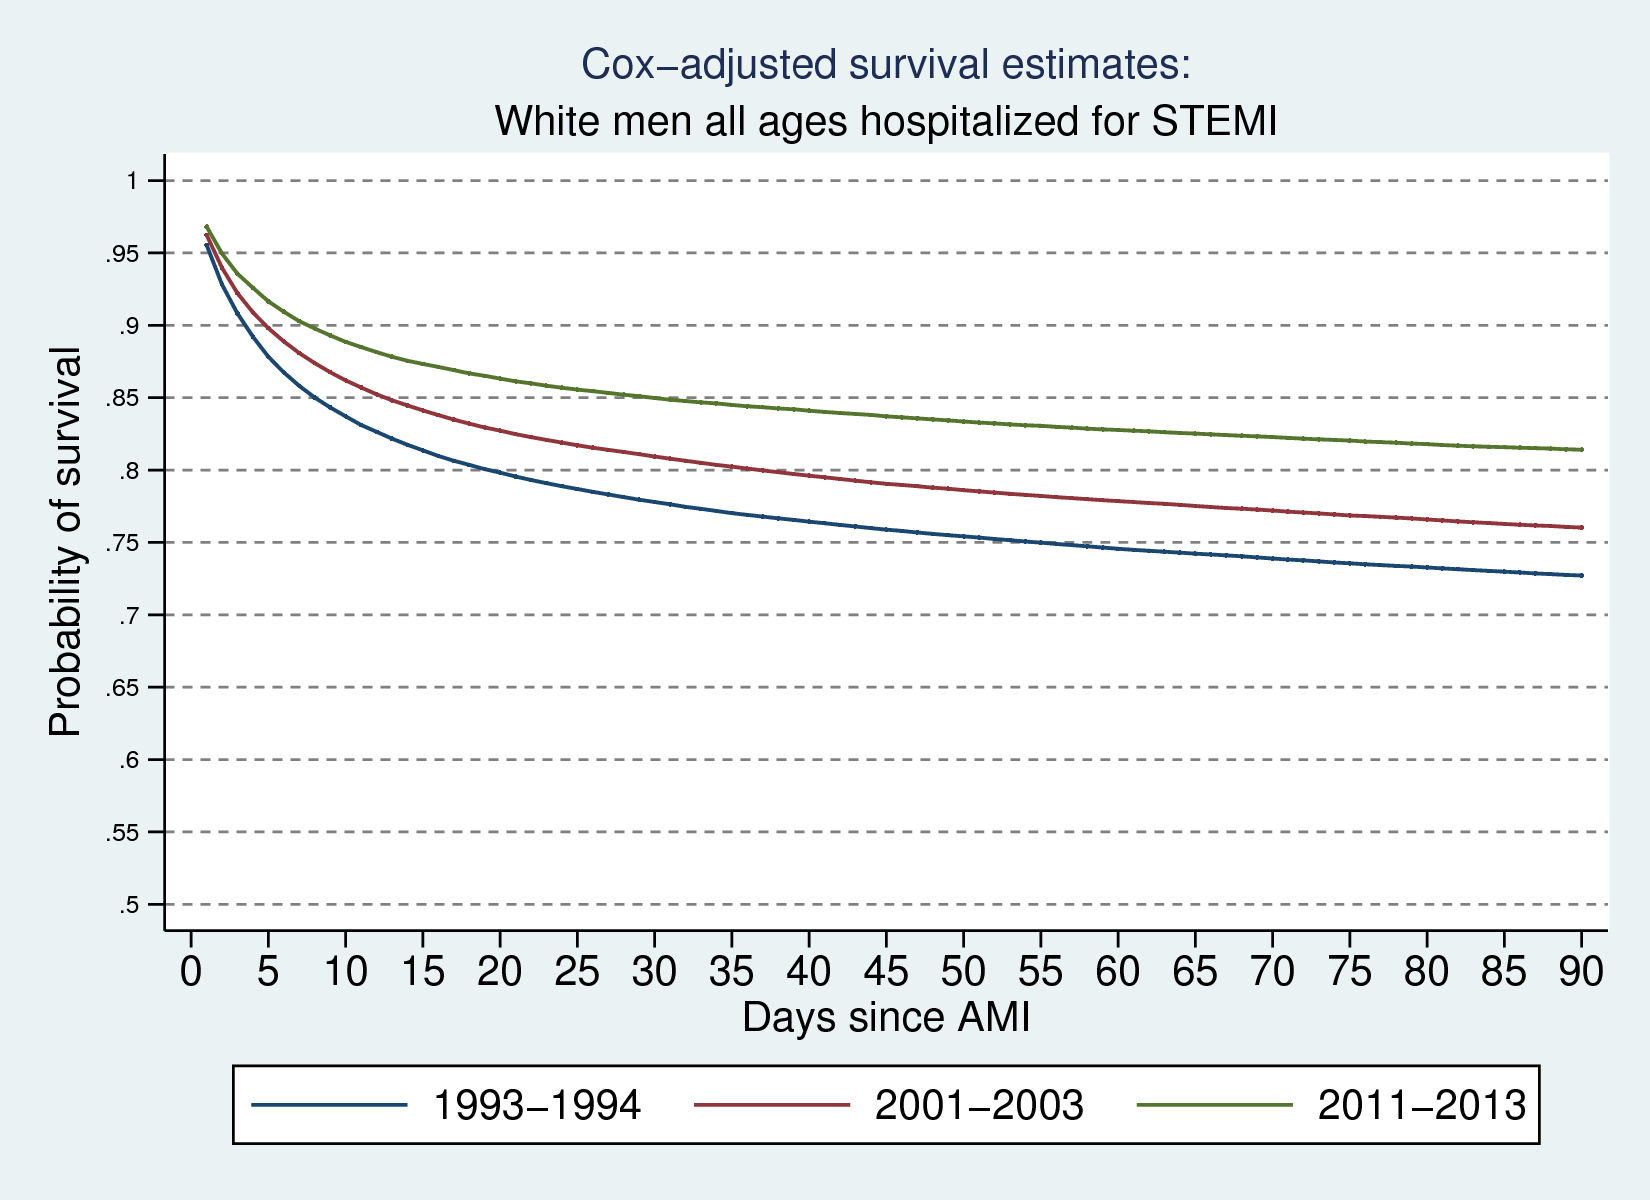 Cox−adjusted survival estimates:
White men all ages hospitalized for STEMI
Probability of survival
1
.95
.9
.85
.8
.75
.7
.65
.6
.55
.5
0 5 10 15 20 25 30 35 40 45 50 55 60 65 70 75 80 85 90
Days since AMI
1993−1994 2001−2003 2011−2013